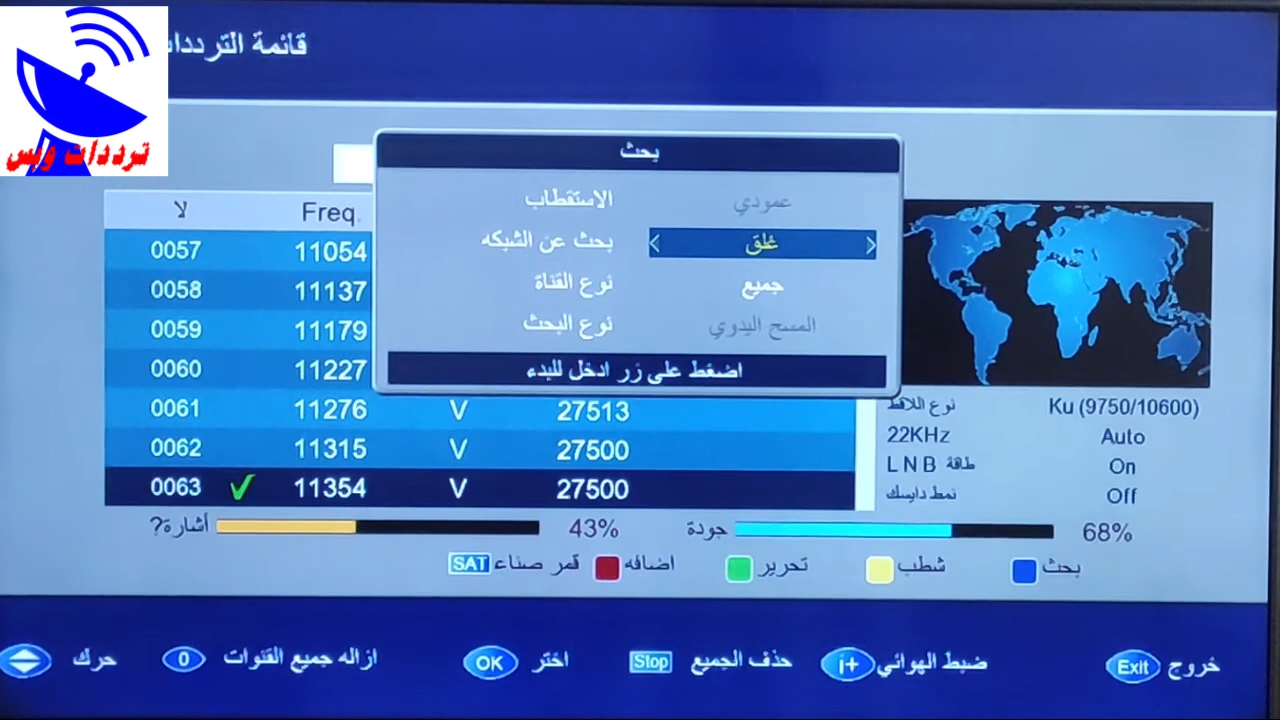 قائمة الترددات
ترددات ويس
بحث
الاستقطاب عمودي
بحث عن الشبكه < غلق >
نوع القناة جميع
نوع البحث المسح اليدوي
اضغط على زر ادخل للبدء
لا Freq.
0057 11054
0058 11137
0059 11179
0060 11227
0061 11276 V 27513
0062 11315 V 27500
0063 11354 V 27500
نوع اللاقط Ku (9750/10600)
22KHz Auto
طاقة LNB On
نمط دايسك Off
أشارة? 43% جودة 68%
SAT قمر صناعي اضافه تحرير شطب بحث
حرك 0 ازاله جميع القنوات OK اختر Stop حذف الجميع i+ ضبط الهوائي Exit خروج